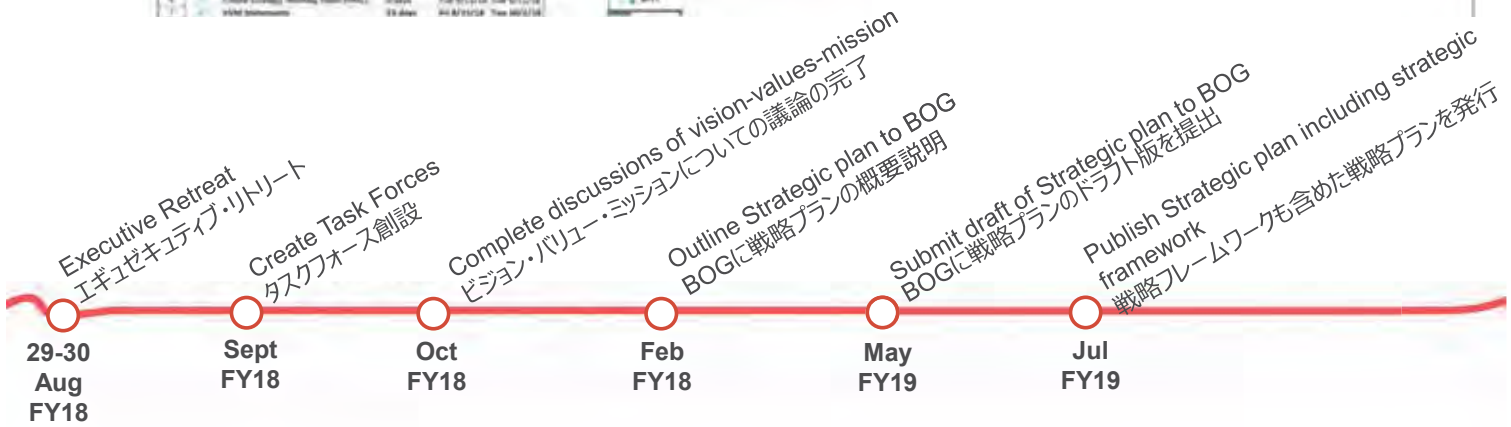 Executive Retreat
エギュゼキュティブ・リトリート
Create Task Forces
タスクフォース創設
Complete discussions of vision-values-mission
ビジョン・バリュー・ミッションについての議論の完了
Outline Strategic plan to BOG
BOGに戦略プランの概要説明
Submit draft of Strategic plan to BOG
BOGに戦略プランのドラフト版を提出
Publish Strategic plan including strategic
framework
戦略フレームワークも含めた戦略プランを発行
29-30
Aug
FY18
Sept
FY18
Oct
FY18
Feb
FY18
May
FY19
Jul
FY19